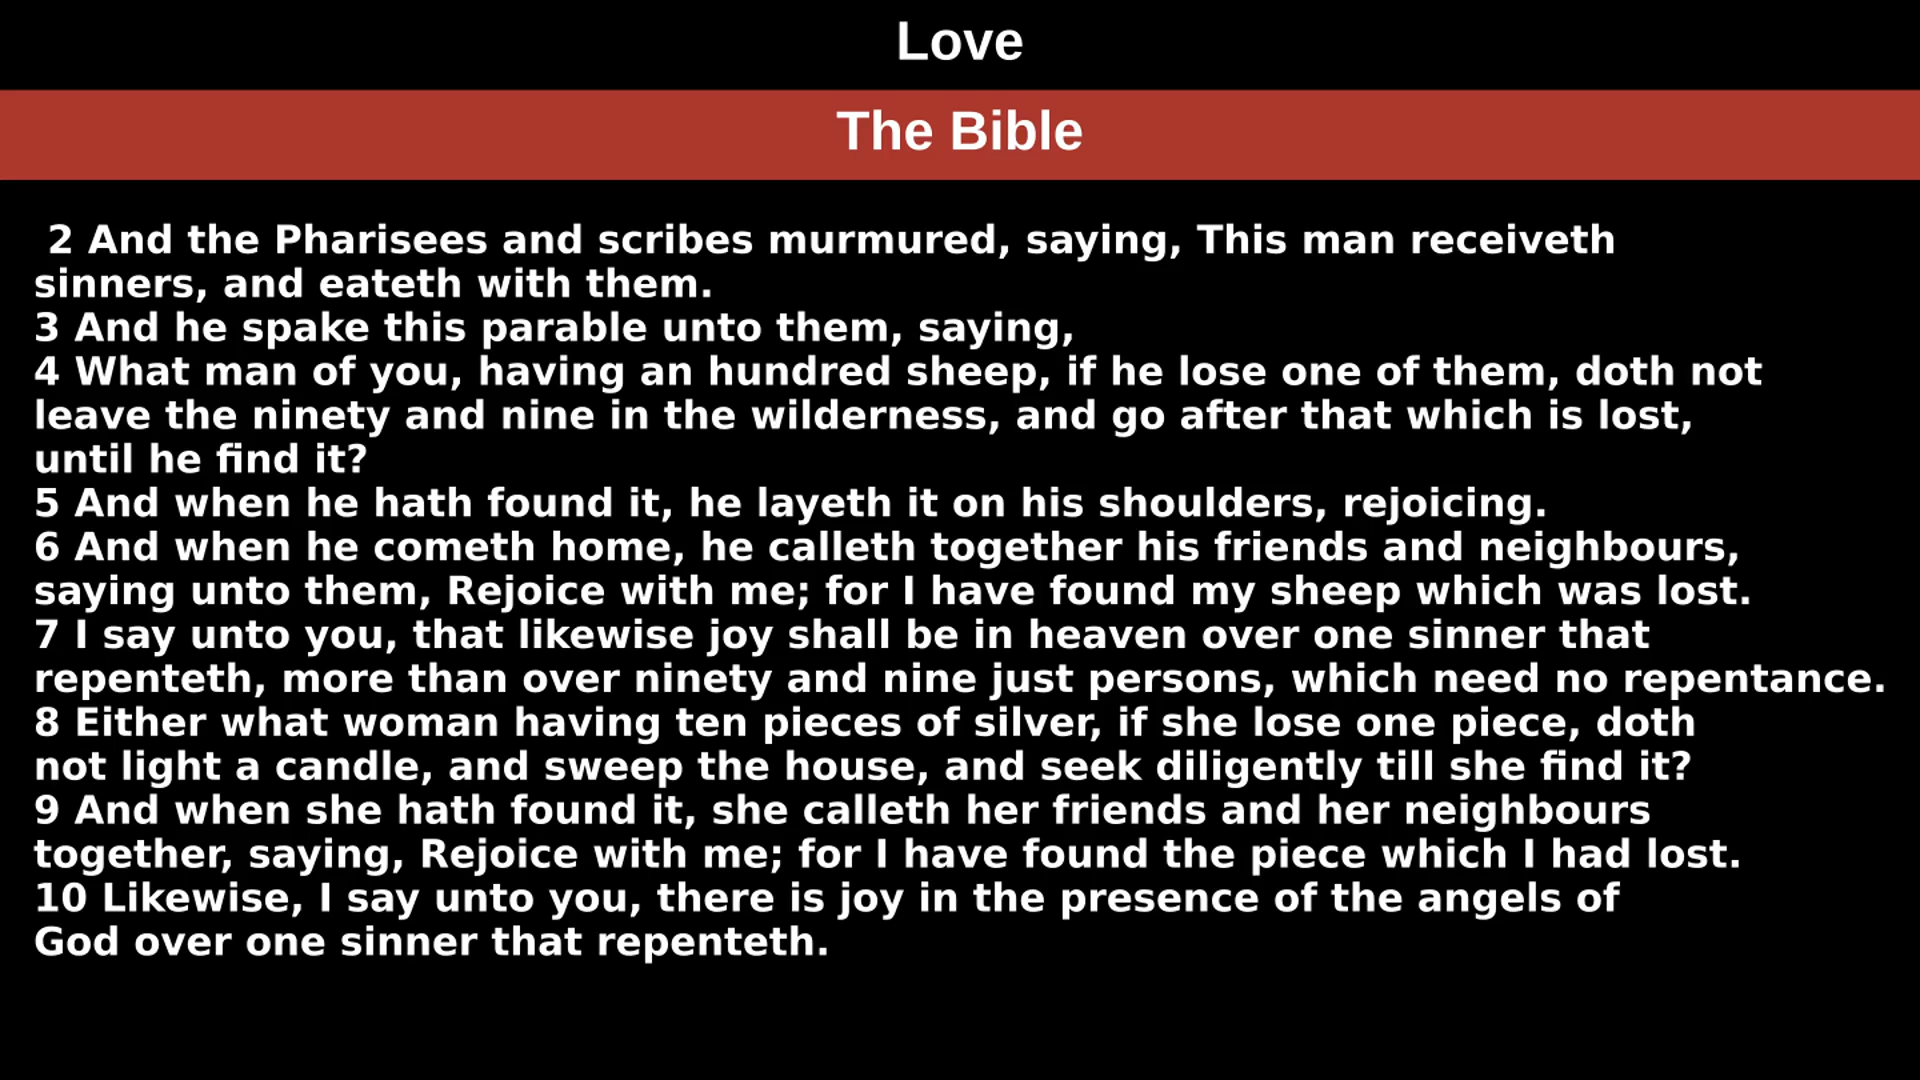 Love
The Bible
2 And the Pharisees and scribes murmured, saying, This man receiveth
sinners, and eateth with them.
3 And he spake this parable unto them, saying,
4 What man of you, having an hundred sheep, if he lose one of them, doth not
leave the ninety and nine in the wilderness, and go after that which is lost,
until he find it?
5 And when he hath found it, he layeth it on his shoulders, rejoicing.
6 And when he cometh home, he calleth together his friends and neighbours,
saying unto them, Rejoice with me; for I have found my sheep which was lost.
7 I say unto you, that likewise joy shall be in heaven over one sinner that
repenteth, more than over ninety and nine just persons, which need no repentance.
8 Either what woman having ten pieces of silver, if she lose one piece, doth
not light a candle, and sweep the house, and seek diligently till she find it?
9 And when she hath found it, she calleth her friends and her neighbours
together, saying, Rejoice with me; for I have found the piece which I had lost.
10 Likewise, I say unto you, there is joy in the presence of the angels of
God over one sinner that repenteth.